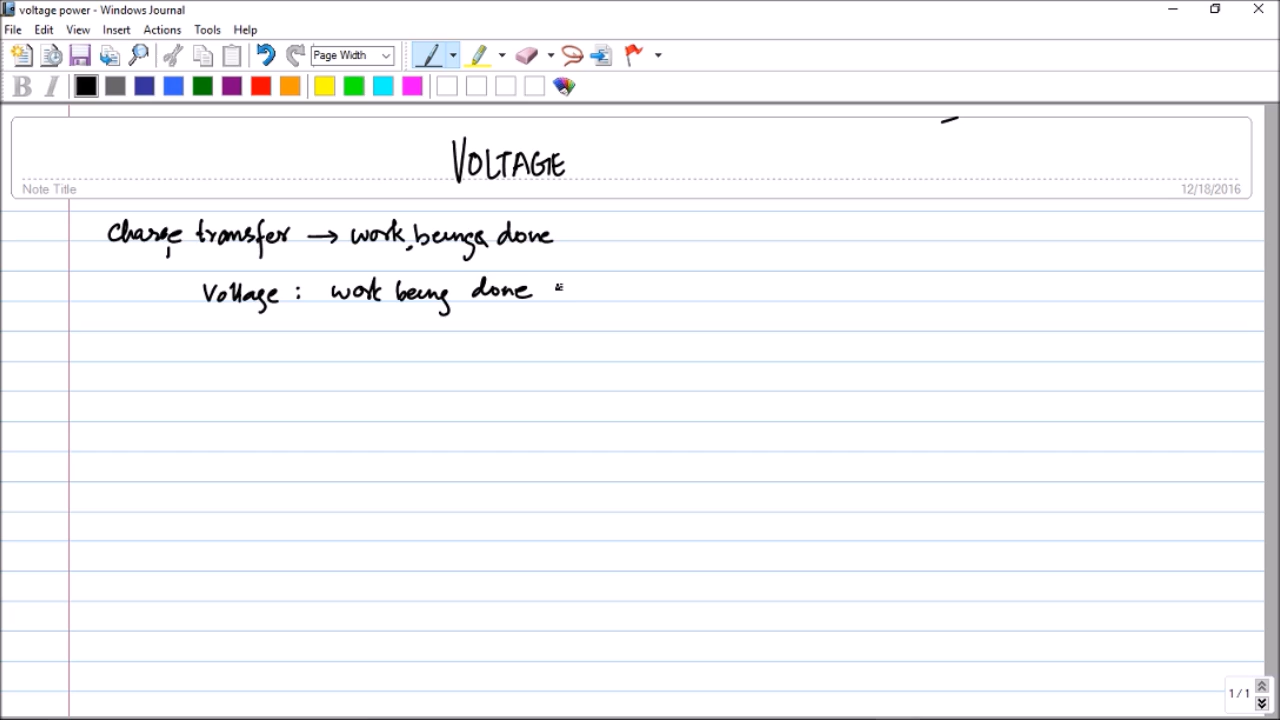 voltage power - Windows Journal
File Edit View Insert Actions Tools Help
Page Width
B I
VOLTAGE
Note Title
12/18/2016
Charge transfer → work being done
Voltage : work being done
1 / 1